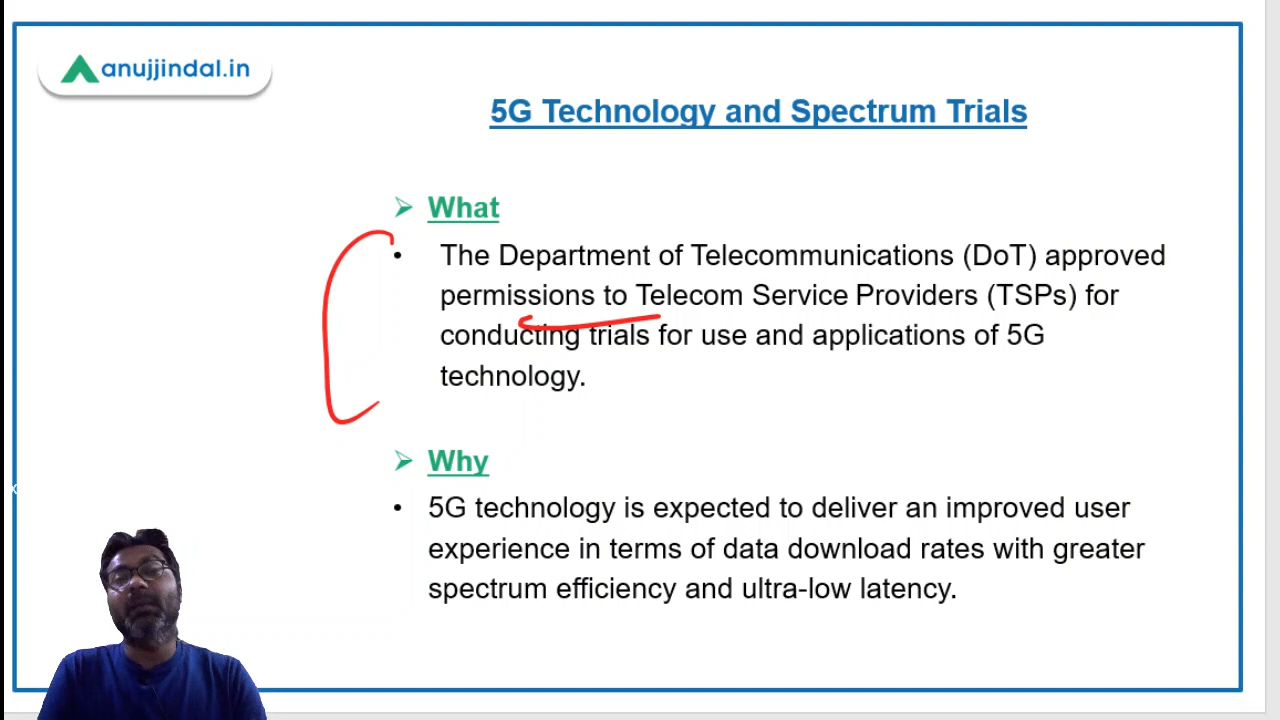 anujjindal.in
5G Technology and Spectrum Trials
What
The Department of Telecommunications (DoT) approved
permissions to Telecom Service Providers (TSPs) for
conducting trials for use and applications of 5G
technology.
Why
5G technology is expected to deliver an improved user
experience in terms of data download rates with greater
spectrum efficiency and ultra-low latency.